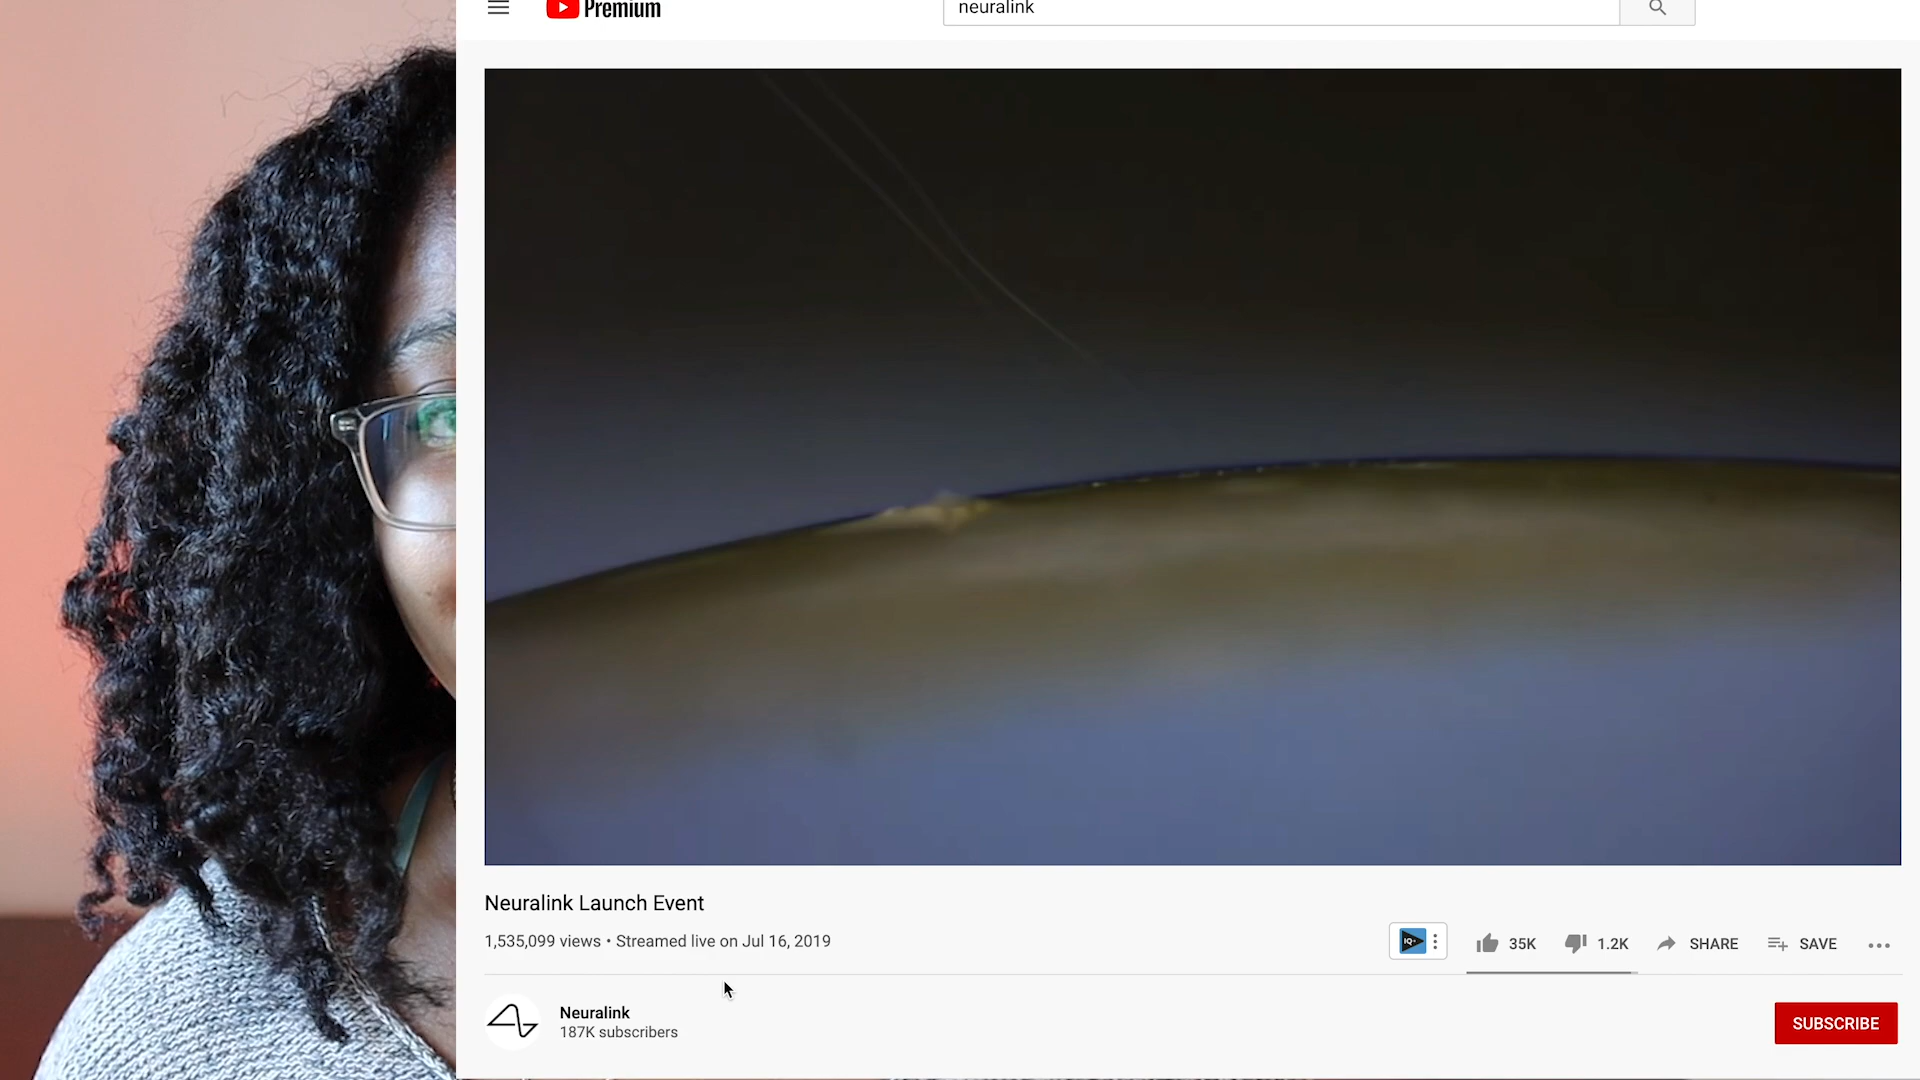 Premium
neuralink
Neuralink Launch Event
1,535,099 views • Streamed live on Jul 16, 2019
IQ
35K
1.2K
SHARE
SAVE
Neuralink
187K subscribers
SUBSCRIBE